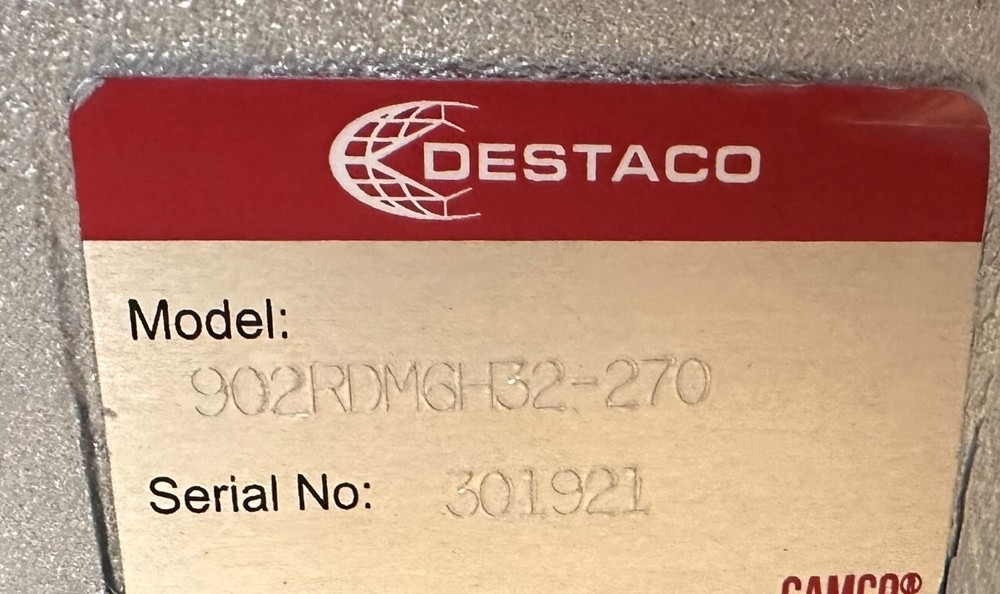 DESTACO
Model:
902RDM6H32-270
Serial No: 301921
CAMCO®